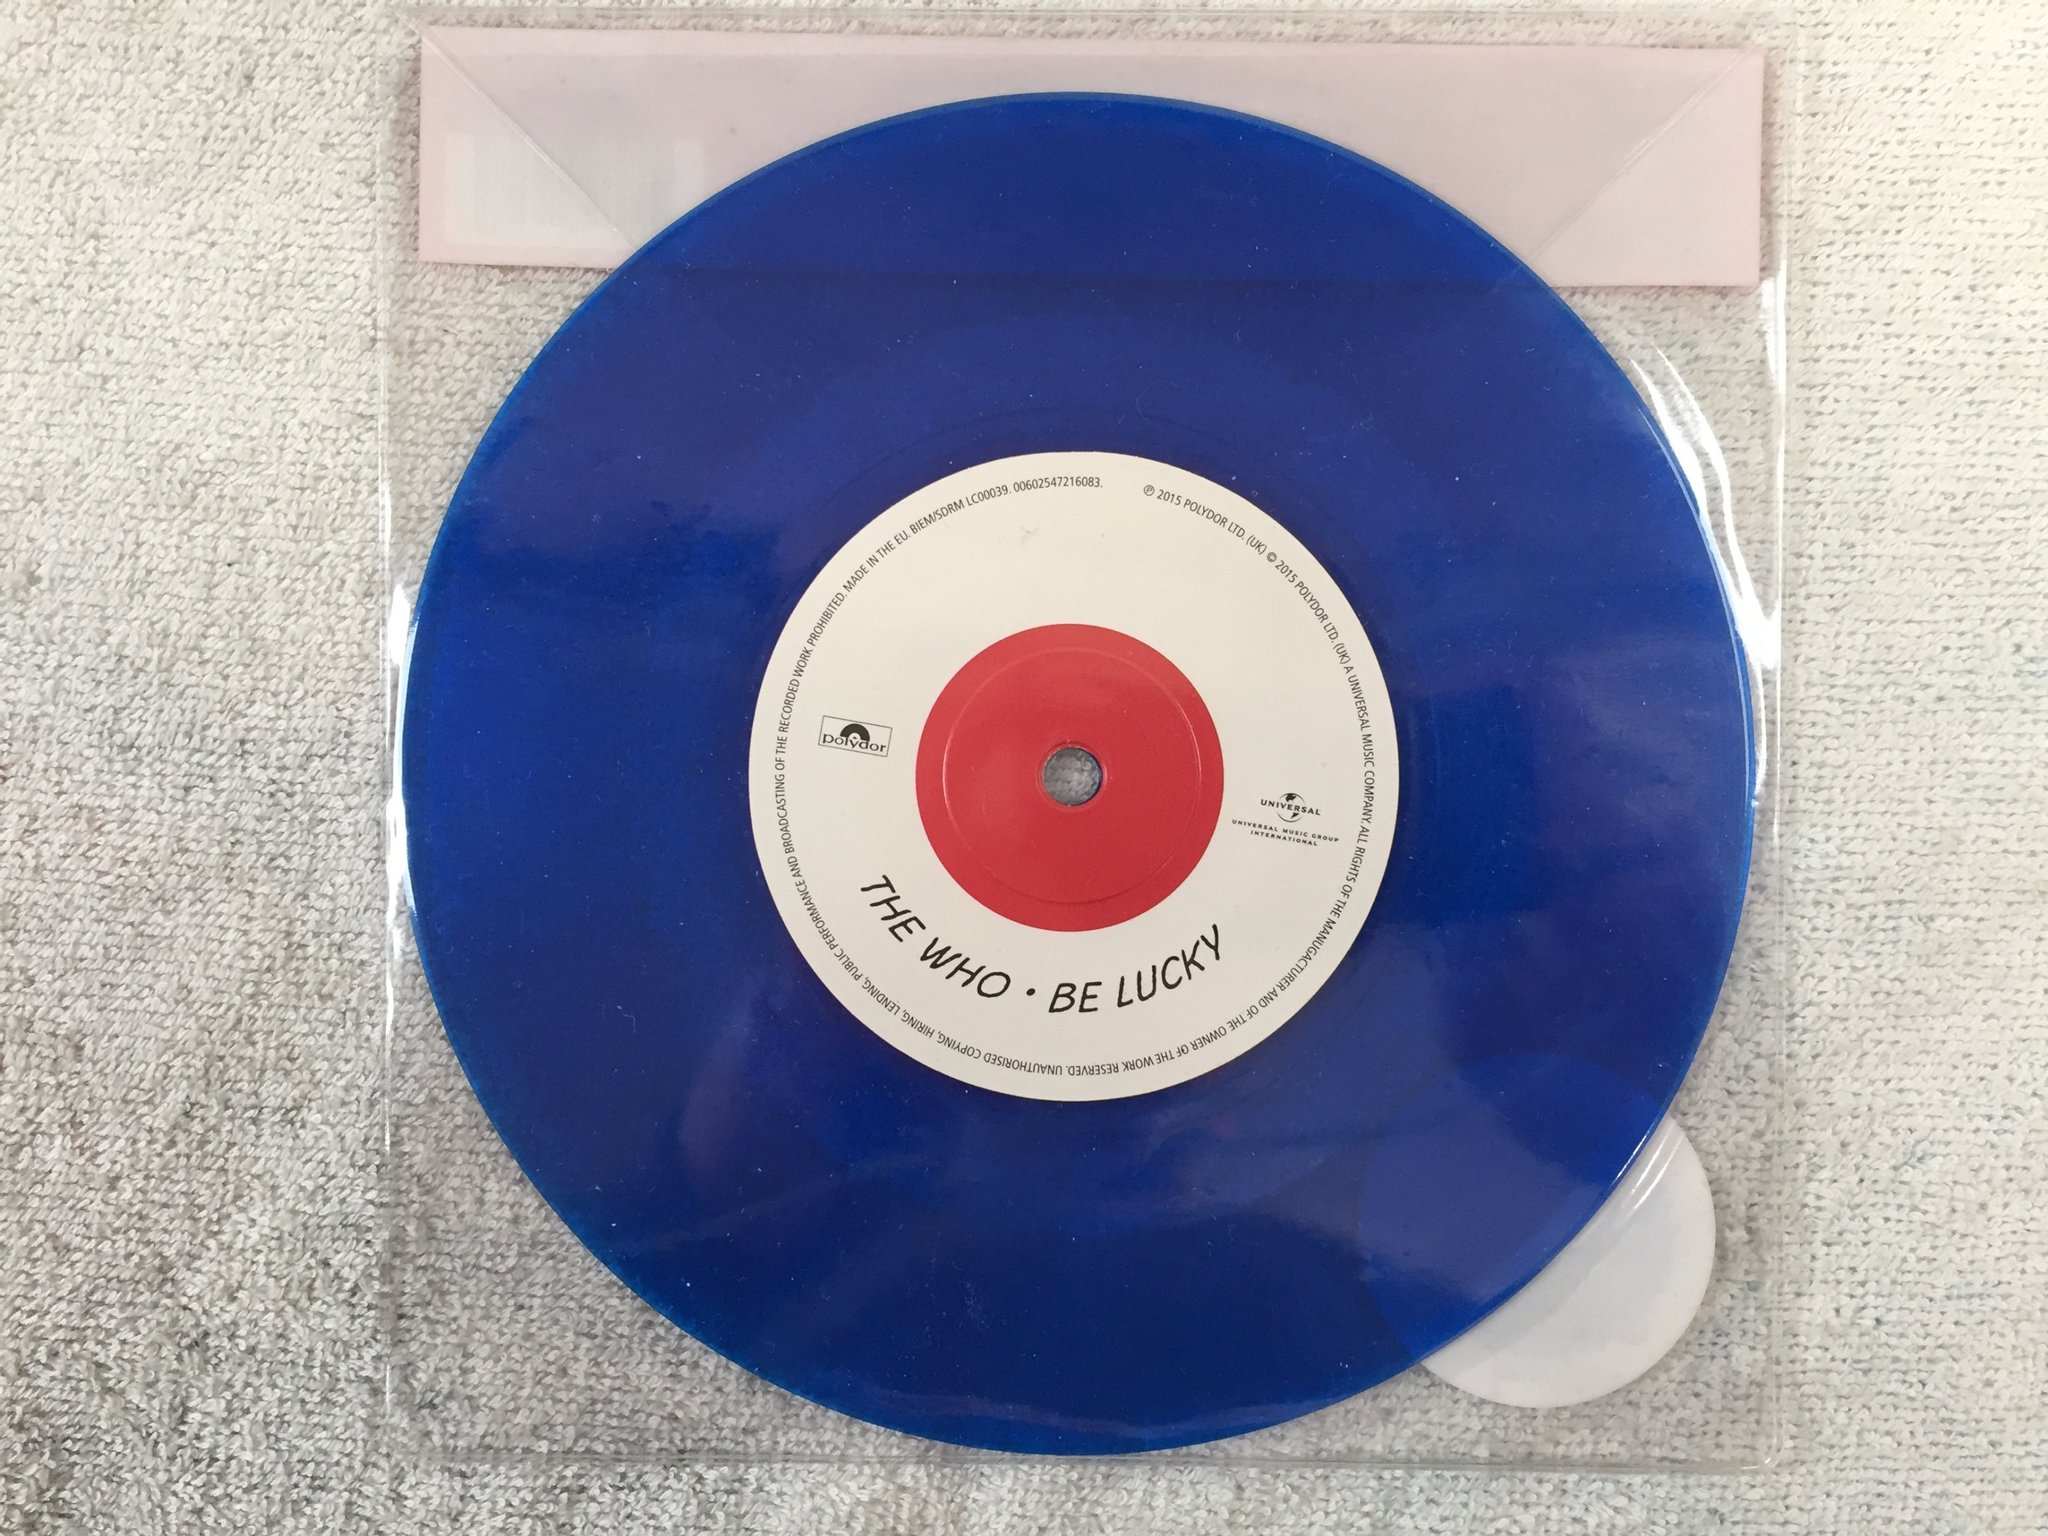 ℗ 2015 POLYDOR LTD. (UK) © 2015 POLYDOR LTD. (UK) A UNIVERSAL MUSIC COMPANY. ALL RIGHTS OF THE MANUGACTURER AND OF THE OWNER OF THE WORK RESERVED. UNAUTHORISED COPYING, HIRING, LENDING, PUBLIC PERFORMANCE AND BROADCASTING OF THE RECORDED WORK PROHIBITED. MADE IN THE EU. BIEM/SDRM LC00039. 00602547216083.
polydor
UNIVERSAL
UNIVERSAL MUSIC GROUP
INTERNATIONAL
THE WHO • BE LUCKY